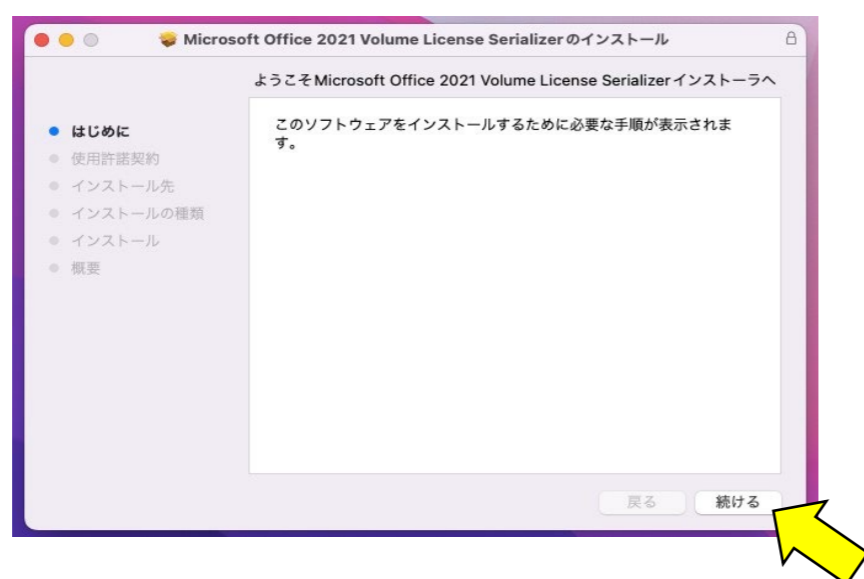 Microsoft Office 2021 Volume License Serializerのインストール
ようこそMicrosoft Office 2021 Volume License Serializerインストーラへ
はじめに
使用許諾契約
インストール先
インストールの種類
インストール
概要
このソフトウェアをインストールするために必要な手順が表示されま
す。
戻る
続ける